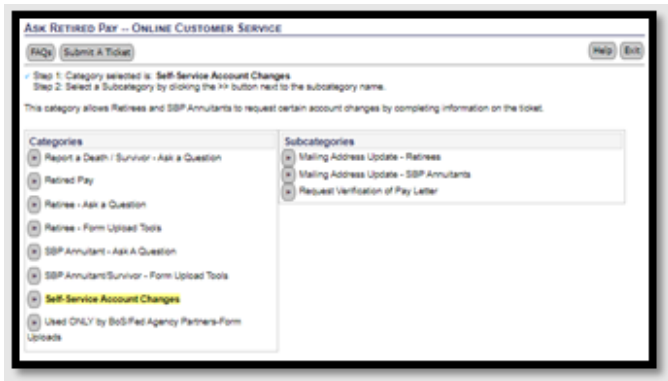 ASK RETIRED PAY -- ONLINE CUSTOMER SERVICE
FAQs Submit A Ticket Help Exit
Step 1: Category selected is: Self-Service Account Changes
Step 2: Select a Subcategory by clicking the >> button next to the subcategory name.
This category allows Retirees and SBP Annuitants to request certain account changes by completing information on the ticket.
Categories
Report a Death / Survivor - Ask a Question
Retired Pay
Retiree - Ask a Question
Retiree - Form Upload Tools
SBP Annuitant - Ask A Question
SBP Annuitant/Survivor - Form Upload Tools
Self-Service Account Changes
Used ONLY by BoS/Fed Agency Partners-Form
Uploads
Subcategories
Mailing Address Update - Retirees
Mailing Address Update - SBP Annuitants
Request Verification of Pay Letter